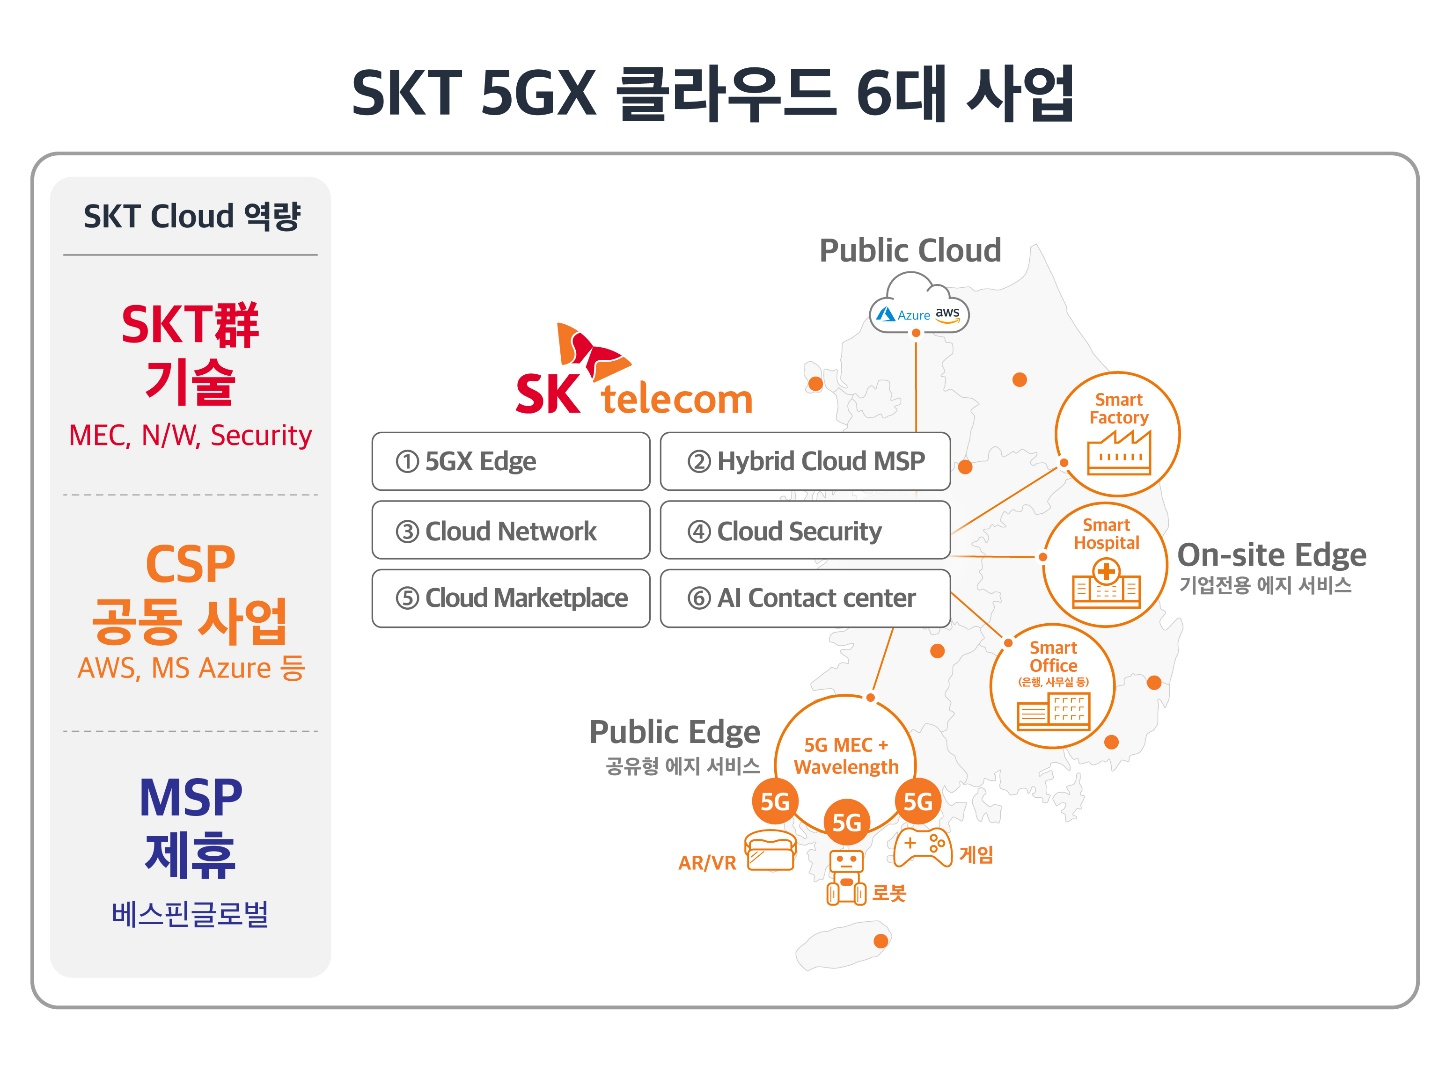 SKT 5GX 클라우드 6대 사업
SKT Cloud 역량
SKT群
기술
MEC, N/W, Security
CSP
공동 사업
AWS, MS Azure 등
MSP
제휴
베스핀글로벌
SK telecom
① 5GX Edge
② Hybrid Cloud MSP
③ Cloud Network
④ Cloud Security
⑤ Cloud Marketplace
⑥ AI Contact center
Public Cloud
Azure aws
Smart
Factory
Smart
Hospital
On-site Edge
기업전용 에지 서비스
Smart
Office
(은행, 사무실 등)
Public Edge
공유형 에지 서비스
5G MEC +
Wavelength
5G
5G
5G
AR/VR
로봇
게임